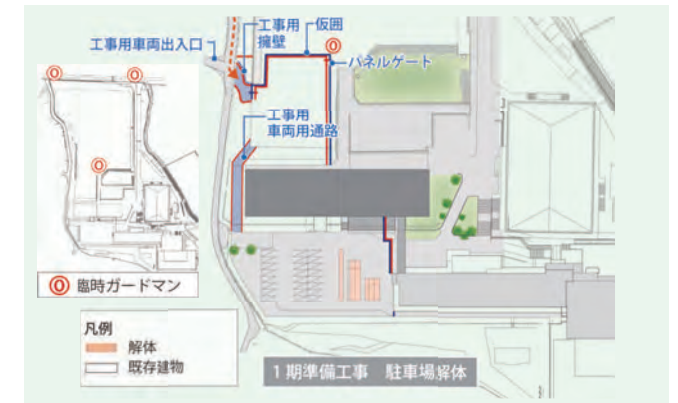 工事用車両出入口
工事用
擁壁
仮囲
パネルゲート
工事用
車両用通路
臨時ガードマン
凡例
解体
既存建物
1期準備工事 駐車場解体